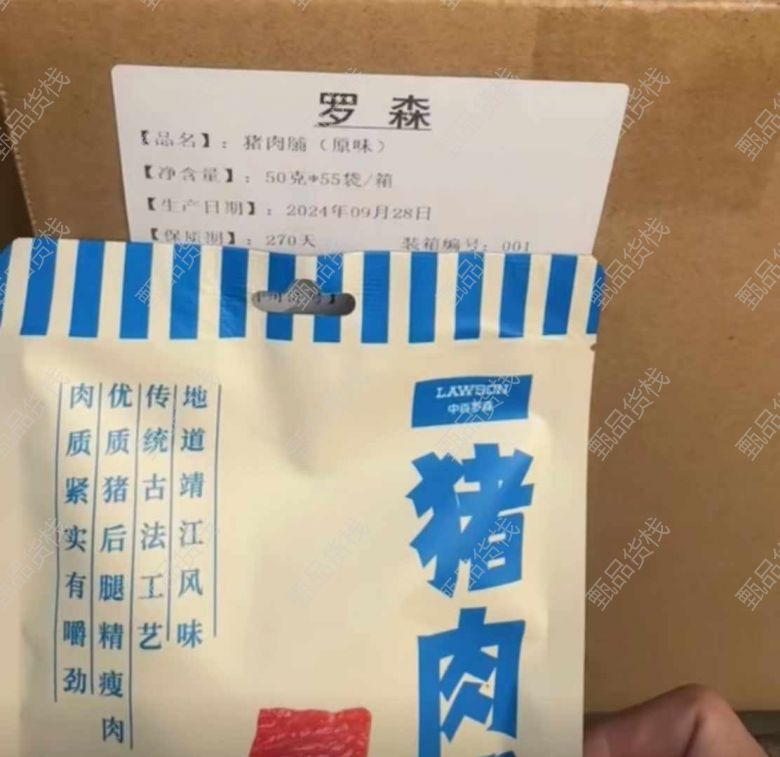 罗森
【品名】：猪肉脯（原味）
【净含量】：50克*55袋/箱
【生产日期】：2024年09月28日
【保质期】：270天 装箱编号：001
LAWSON
中百罗森
猪肉
地道靖江风味
传统古法工艺
优质猪后腿精瘦肉
肉质紧实有嚼劲
甄品货栈